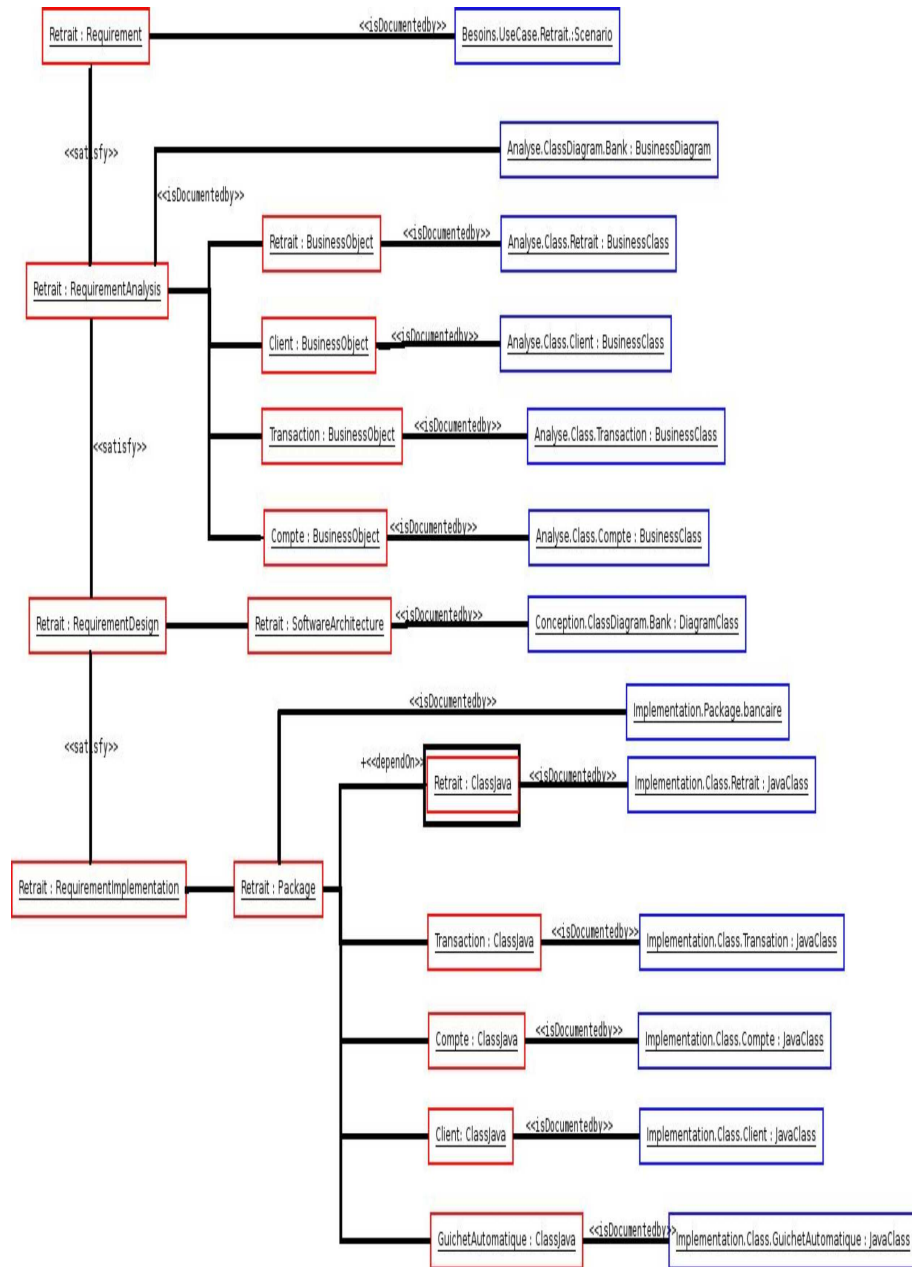 Retrait : Requirement
<<isDocumentedby>>
Besoins.UseCase.Retrait.:Scenario
<<satisfy>>
Analyse.ClassDiagram.Bank : BusinessDiagram
<<isDocumentedby>>
Retrait : BusinessObject
<<isDocumentedby>>
Analyse.Class.Retrait : BusinessClass
Retrait : RequirementAnalysis
Client : BusinessObject
<<isDocumentedby>>
Analyse.Class.Client : BusinessClass
<<satisfy>>
Transaction : BusinessObject
<<isDocumentedby>>
Analyse.Class.Transaction : BusinessClass
Compte : BusinessObject
<<isDocumentedby>>
Analyse.Class.Compte : BusinessClass
Retrait : RequirementDesign
Retrait : SoftwareArchitecture
<<isDocumentedby>>
Conception.ClassDiagram.Bank : DiagramClass
<<isDocumentedby>>
Implementation.Package.bancaire
<<satisfy>>
+<<dependOn>>
Retrait : ClassJava
<<isDocumentedby>>
Implementation.Class.Retrait : JavaClass
Retrait : RequirementImplementation
Retrait : Package
Transaction : ClassJava
<<isDocumentedby>>
Implementation.Class.Transation : JavaClass
Compte : ClassJava
<<isDocumentedby>>
Implementation.Class.Compte : JavaClass
Client: ClassJava
<<isDocumentedby>>
Implementation.Class.Client : JavaClass
GuichetAutomatique : ClassJava
<<isDocumentedby>>
Implementation.Class.GuichetAutomatique : JavaClass